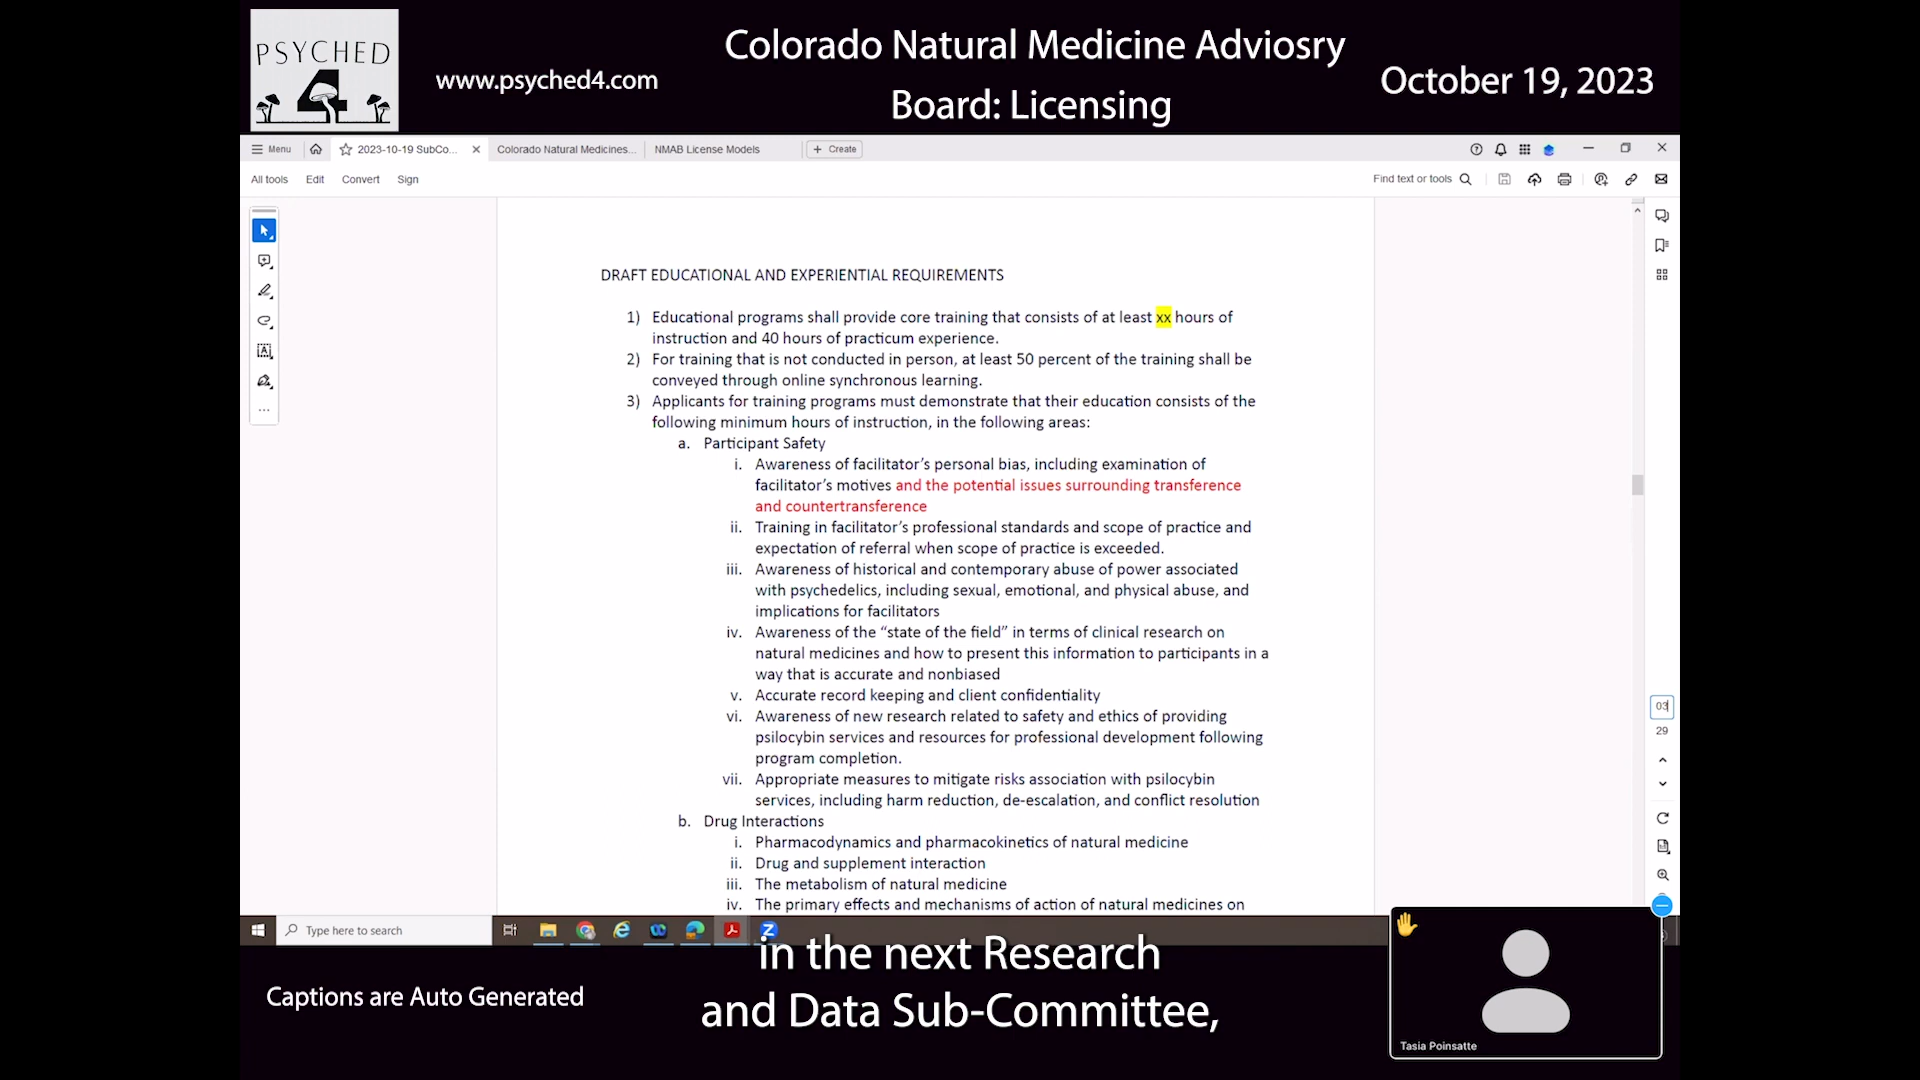 PSYCHED
4
www.psyched4.com
Colorado Natural Medicine Adviosry
Board: Licensing
October 19, 2023
Menu
2023-10-19 SubCo...
Colorado Natural Medicines...
NMAB License Models
+ Create
All tools
Edit
Convert
Sign
Find text or tools
DRAFT EDUCATIONAL AND EXPERIENTIAL REQUIREMENTS
1) Educational programs shall provide core training that consists of at least xx hours of
instruction and 40 hours of practicum experience.
2) For training that is not conducted in person, at least 50 percent of the training shall be
conveyed through online synchronous learning.
3) Applicants for training programs must demonstrate that their education consists of the
following minimum hours of instruction, in the following areas:
a. Participant Safety
i. Awareness of facilitator’s personal bias, including examination of
facilitator’s motives and the potential issues surrounding transference
and countertransference
ii. Training in facilitator’s professional standards and scope of practice and
expectation of referral when scope of practice is exceeded.
iii. Awareness of historical and contemporary abuse of power associated
with psychedelics, including sexual, emotional, and physical abuse, and
implications for facilitators
iv. Awareness of the “state of the field” in terms of clinical research on
natural medicines and how to present this information to participants in a
way that is accurate and nonbiased
v. Accurate record keeping and client confidentiality
vi. Awareness of new research related to safety and ethics of providing
psilocybin services and resources for professional development following
program completion.
vii. Appropriate measures to mitigate risks association with psilocybin
services, including harm reduction, de-escalation, and conflict resolution
b. Drug Interactions
i. Pharmacodynamics and pharmacokinetics of natural medicine
ii. Drug and supplement interaction
iii. The metabolism of natural medicine
iv. The primary effects and mechanisms of action of natural medicines on
03
29
Type here to search
in the next Research
and Data Sub-Committee,
Captions are Auto Generated
Tasia Poinsatte